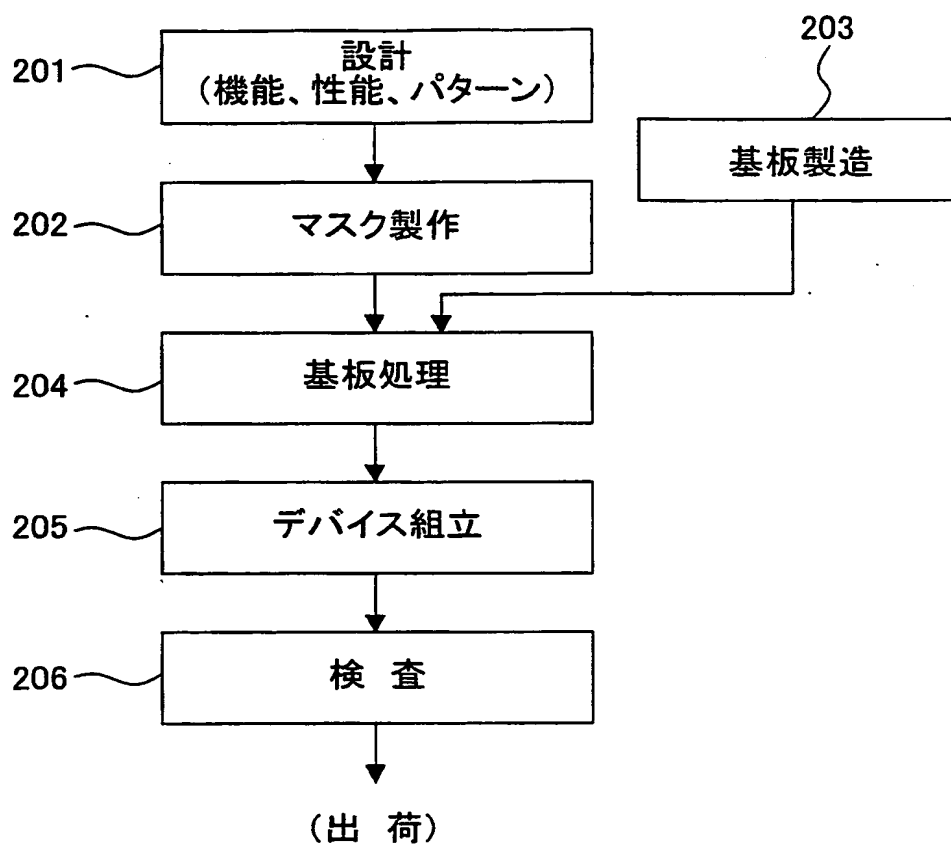 201
設計
（機能、性能、パターン）
203
基板製造
202
マスク製作
204
基板処理
205
デバイス組立
206
検 査
（出 荷）